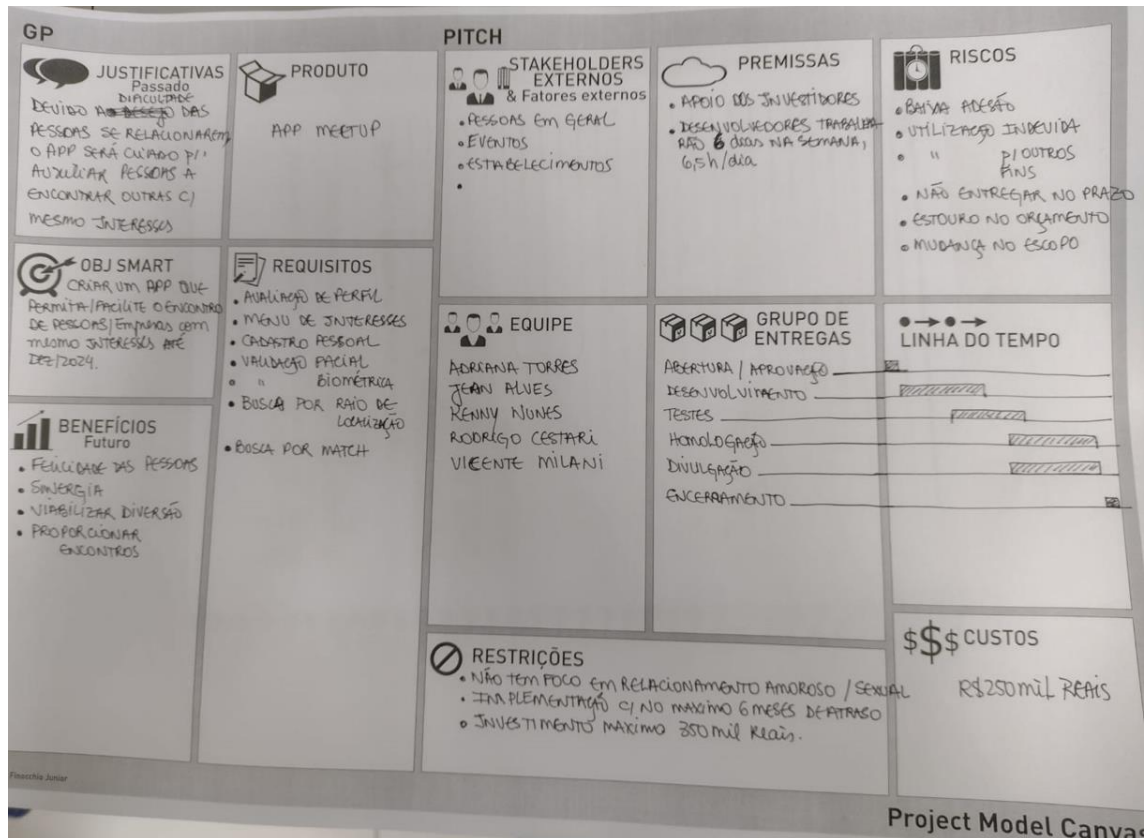 GP
PITCH
JUSTIFICATIVAS
Passado
DIFICULDADE
DEVIDO A DAS
PESSOAS SE RELACIONAREM,
O APP SERÁ CRIADO P/
AUXILIAR PESSOAS A
ENCONTRAR OUTRAS C/
MESMO INTERESSES
PRODUTO
APP MEETUP
STAKEHOLDERS
EXTERNOS
& Fatores externos
• PESSOAS EM GERAL
• EVENTOS
• ESTABELECIMENTOS
•
PREMISSAS
• APOIO DOS INVESTIDORES
• DESENVOLVEDORES TRABALHA
RÃO 6 dias NA SEMANA,
6,5h/dia
RISCOS
• BAIXA ADESÃO
• UTILIZAÇÃO INDEVIDA
• " P/ OUTROS
FINS
• NÃO ENTREGAR NO PRAZO
• ESTOURO NO ORÇAMENTO
• MUDANÇA NO ESCOPO
OBJ SMART
CRIAR UM APP QUE
PERMITA/FACILITE O ENCONTRO
DE PESSOAS/Empresas com
mesmo INTERESSES ATÉ
DEZ/2024.
REQUISITOS
• AVALIAÇÃO DE PERFIL
• MENU DE INTERESSES
• CADASTRO PESSOAL
• VALIDAÇÃO FACIAL
• " BIOMÉTRICA
• BUSCA POR RAIO DE
LOCALIZAÇÃO
• BUSCA POR MATCH
EQUIPE
ADRIANA TORRES
JEAN ALVES
KENNY NUNES
RODRIGO CESTARI
VICENTE MILANI
GRUPO DE
ENTREGAS
ABERTURA / APROVAÇÃO
DESENVOLVIMENTO
TESTES
HOMOLOGAÇÃO
DIVULGAÇÃO
ENCERRAMENTO
LINHA DO TEMPO
BENEFÍCIOS
Futuro
• FELICIDADE DAS PESSOAS
• SINERGIA
• VIABILIZAR DIVERSÃO
• PROPORCIONAR
ENCONTROS
RESTRIÇÕES
• NÃO TEM FOCO EM RELACIONAMENTO AMOROSO / SEXUAL
• IMPLEMENTAÇÃO C/ NO MAXIMO 6 MESES DE ATRASO
• INVESTIMENTO MAXIMO 350 mil Reais.
$$$ CUSTOS
R$250 MIL REAIS
Finocchio Junior
Project Model Canvas